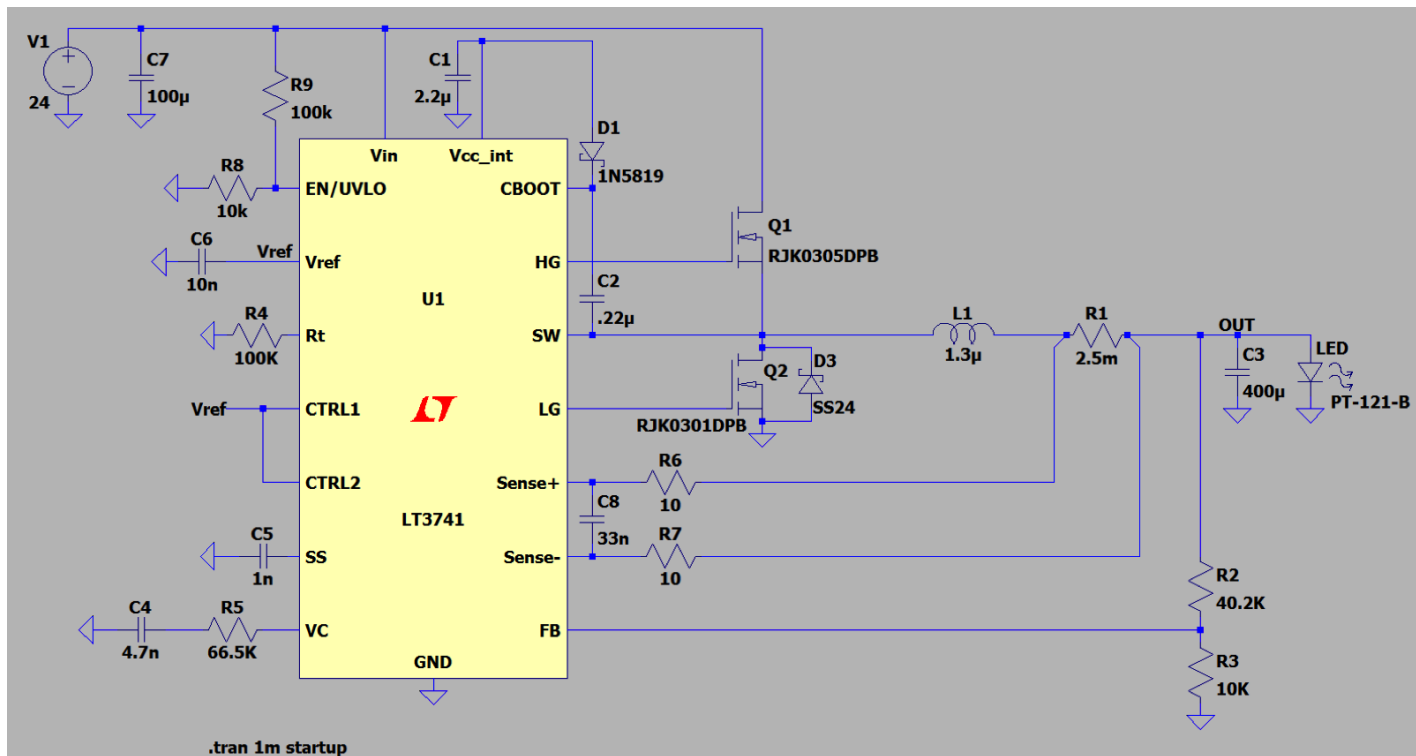 V1
24
C7
100µ
R9
100k
C1
2.2µ
D1
1N5819
Vin
Vcc_int
R8
10k
EN/UVLO
CBOOT
C6
10n
Vref
Vref
HG
Q1
RJK0305DPB
U1
C2
.22µ
R4
100K
Rt
SW
L1
1.3µ
R1
2.5m
OUT
C3
400µ
LED
PT-121-B
Q2
RJK0301DPB
D3
SS24
Vref
CTRL1
LG
CTRL2
Sense+
R6
10
LT3741
C8
33n
C5
1n
SS
Sense-
R7
10
R2
40.2K
C4
4.7n
R5
66.5K
VC
FB
GND
R3
10K
.tran 1m startup